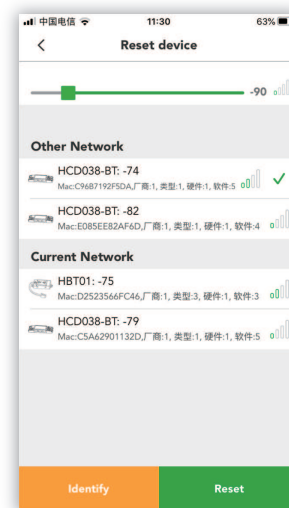 中国电信 11:30 63%
Reset device
-90
Other Network
HCD038-BT: -74
Mac:C96B7192F5DA,厂商:1, 类型:1, 硬件:1, 软件:5
HCD038-BT: -82
Mac:E085EE82AF6D,厂商:1, 类型:1, 硬件:1, 软件:4
Current Network
HBT01: -75
Mac:D2523566FC46,厂商:1, 类型:3, 硬件:1, 软件:3
HCD038-BT: -79
Mac:C5A62901132D,厂商:1, 类型:1, 硬件:1, 软件:5
Identify Reset